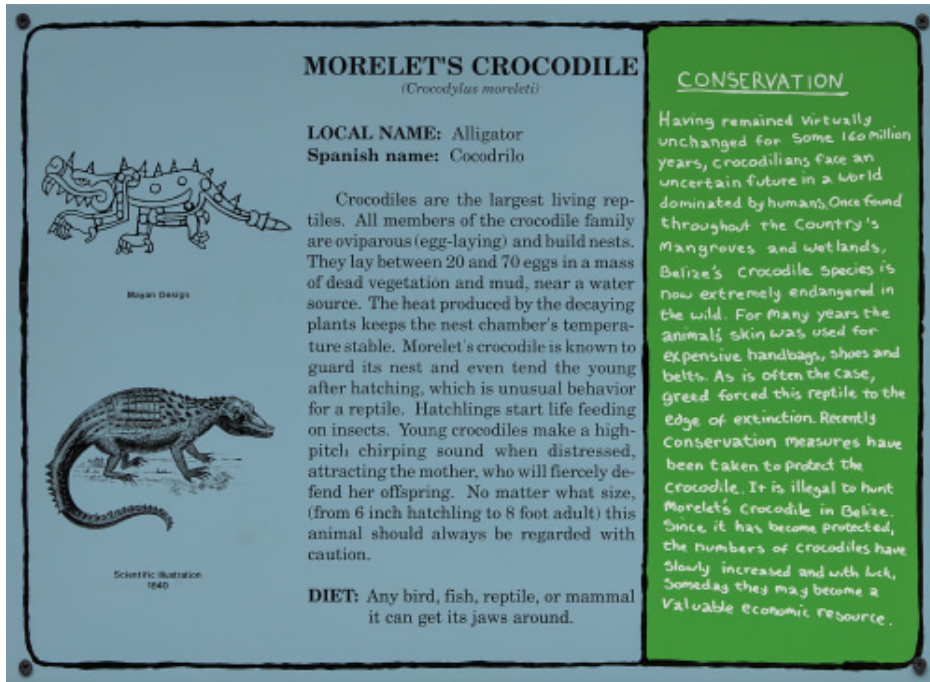 MORELET'S CROCODILE
(Crocodylus moreleti)
LOCAL NAME: Alligator
Spanish name: Cocodrilo
Crocodiles are the largest living rep-
tiles. All members of the crocodile family
are oviparous (egg-laying) and build nests.
They lay between 20 and 70 eggs in a mass
of dead vegetation and mud, near a water
source. The heat produced by the decaying
plants keeps the nest chamber's tempera-
ture stable. Morelet's crocodile is known to
guard its nest and even tend the young
after hatching, which is unusual behavior
for a reptile. Hatchlings start life feeding
on insects. Young crocodiles make a high-
pitch chirping sound when distressed,
attracting the mother, who will fiercely de-
fend her offspring. No matter what size,
(from 6 inch hatchling to 8 foot adult) this
animal should always be regarded with
caution.
DIET: Any bird, fish, reptile, or mammal
it can get its jaws around.
Mayan Design
Scientific Illustration
1840
CONSERVATION
Having remained virtually
unchanged for some 160 million
years, crocodilians face an
uncertain future in a world
dominated by humans. Once found
throughout the Country's
Mangroves and wetlands,
Belize's Crocodile species is
now extremely endangered in
the wild. For many years the
animal's skin was used for
expensive handbags, shoes and
belts. As is often the case,
greed forced this reptile to the
edge of extinction. Recently
Conservation measures have
been taken to protect the
Crocodile. It is illegal to hunt
Morelet's Crocodile in Belize.
Since it has become protected,
the numbers of crocodiles have
slowly increased and with luck,
Someday they may become a
Valuable economic resource.